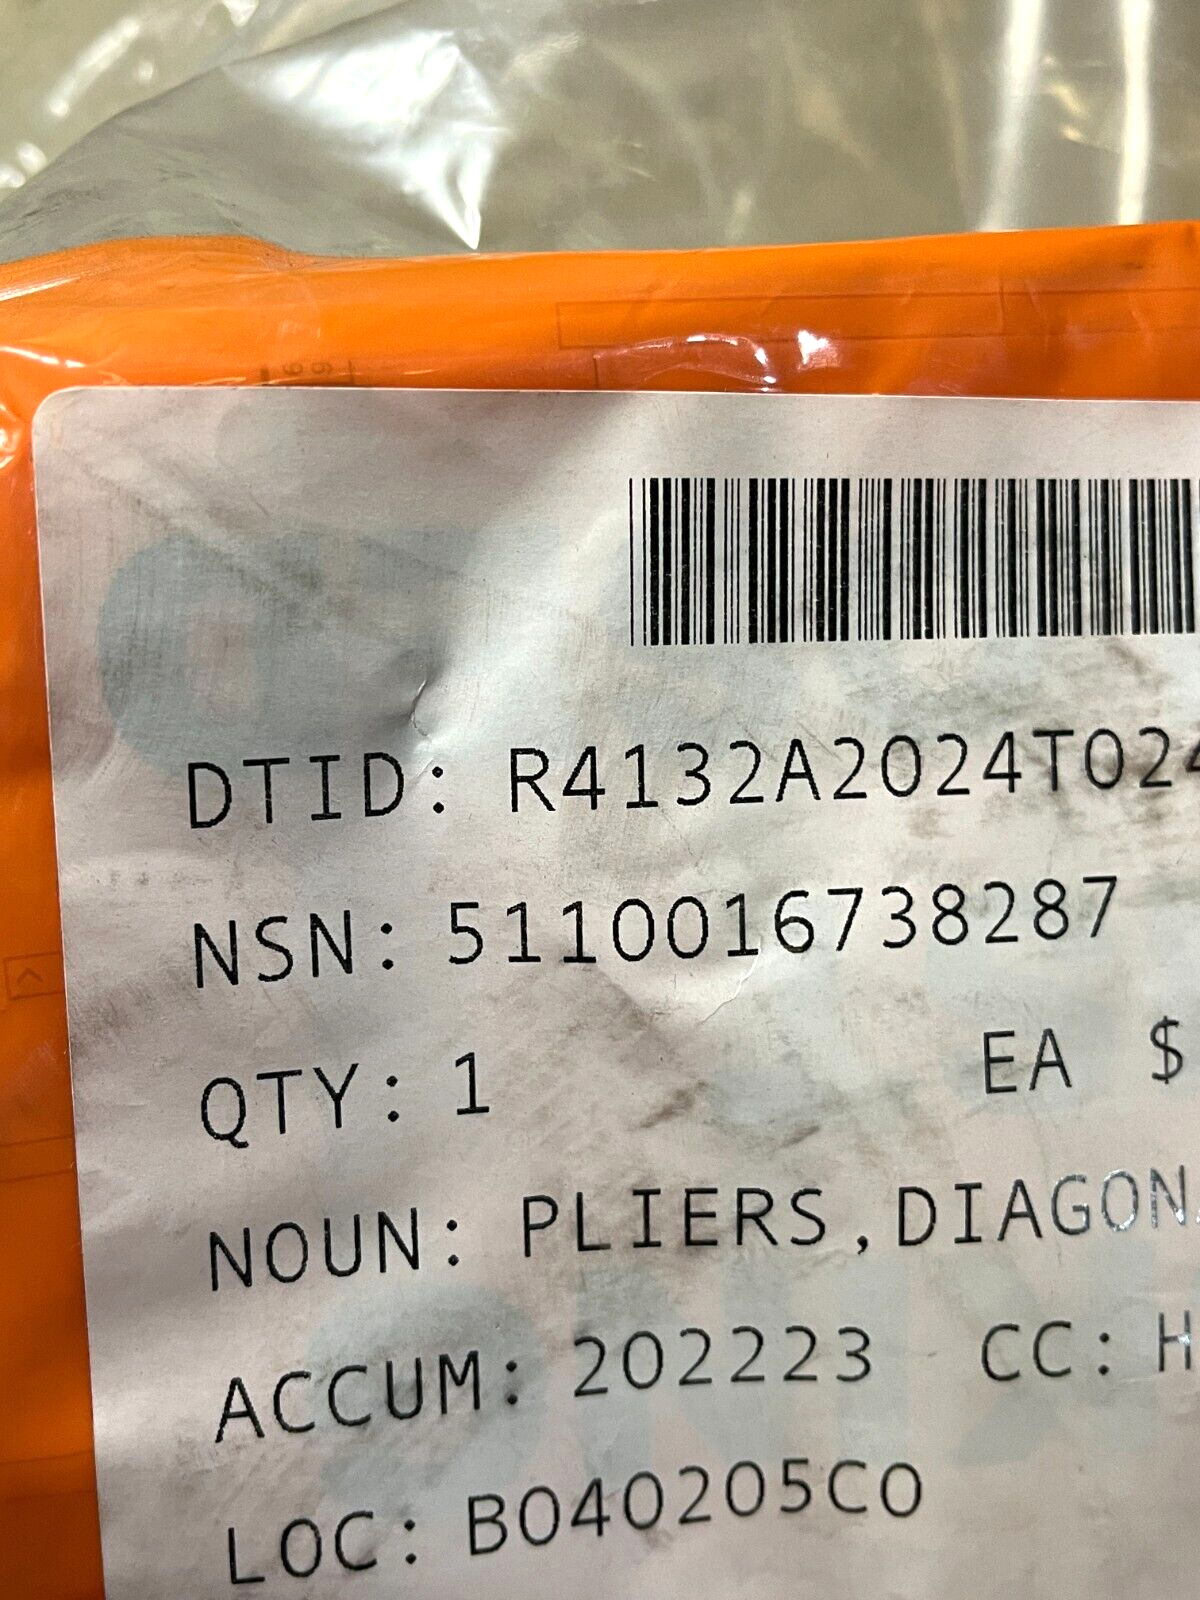 DTID: R4132A2024T024
NSN: 5110016738287
QTY: 1 EA $
NOUN: PLIERS,DIAGON
ACCUM: 202223 CC: H
LOC: B040205C0